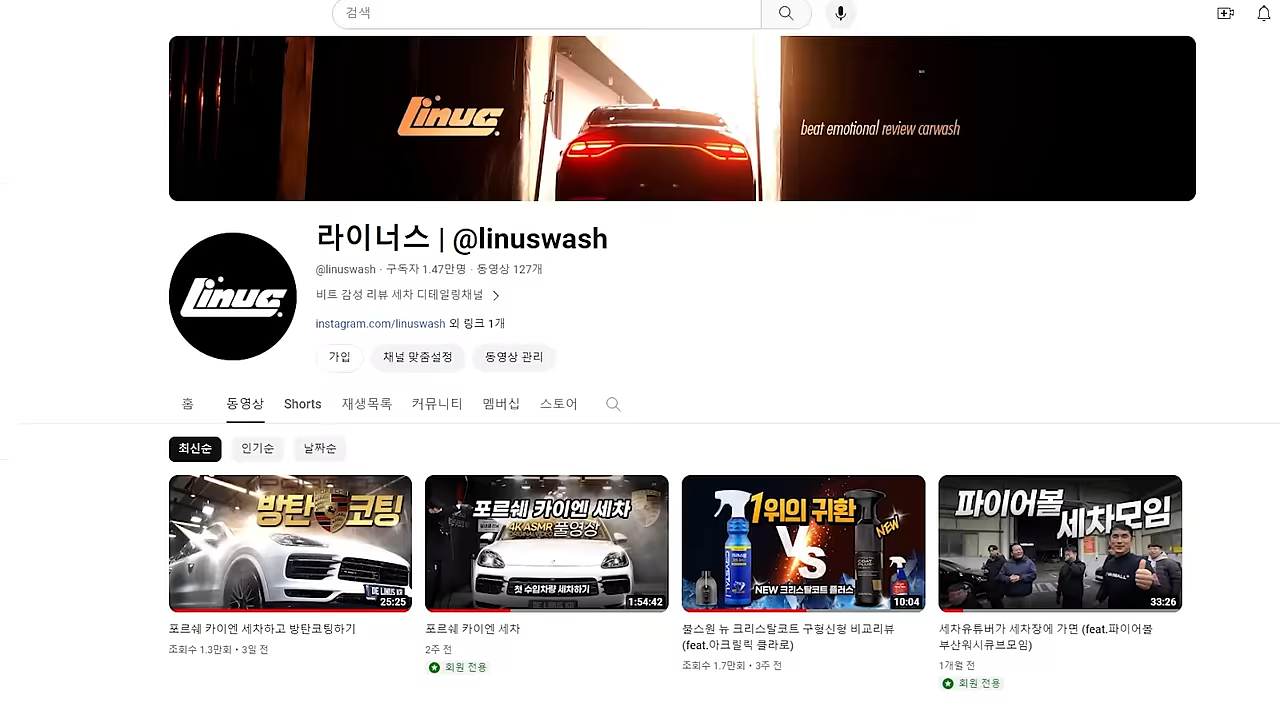 검색
Linus.
beat emotional review carwash
Linus.
라이너스 | @linuswash
@linuswash · 구독자 1.47만명 · 동영상 127개
비트 감성 리뷰 세차 디테일링채널
instagram.com/linuswash 외 링크 1개
가입 채널 맞춤설정 동영상 관리
홈 동영상 Shorts 재생목록 커뮤니티 멤버십 스토어
최신순 인기순 날짜순
방탄 코팅
DE LINUS KR
25:25
포르쉐 카이엔 세차
4K ASMR 풀영상
ORIGINAL VIDEO
첫 수입차량 세차하기
1:54:42
1위의 귀환
VS
NEW
NEW 크리스탈코트 플러스
10:04
파이어볼
세차모임
33:26
포르쉐 카이엔 세차하고 방탄코팅하기
조회수 1.3만회 • 3일 전
포르쉐 카이엔 세차
2주 전
회원 전용
불스원 뉴 크리스탈코트 구형신형 비교리뷰
(feat.아크릴릭 클라로)
조회수 1.7만회 • 3주 전
세차유튜버가 세차장에 가면 (feat.파이어볼
부산워시큐브모임)
1개월 전
회원 전용